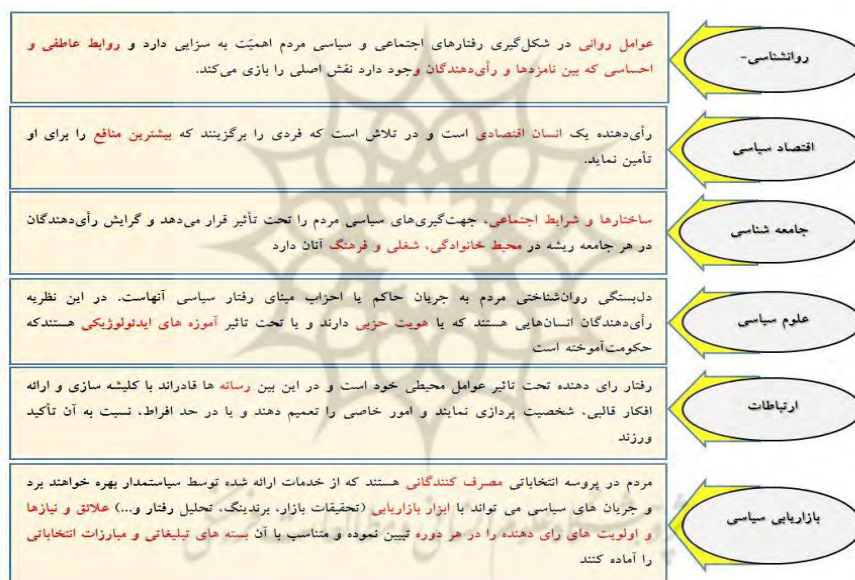 روانشناسی-
عوامل روانی در شکل‌گیری رفتارهای اجتماعی و سیاسی مردم اهمیّت به سزایی دارد و روابط عاطفی و
احساسی که بین نامزدها و رأی‌دهندگان وجود دارد نقش اصلی را بازی می‌کند.
اقتصاد سیاسی
رأی‌دهنده یک انسان اقتصادی است و در تلاش است که فردی را برگزینند که بیشترین منافع را برای او
تأمین نماید.
جامعه شناسی
ساختارها و شرایط اجتماعی، جهت‌گیری‌های سیاسی مردم را تحت تأثیر قرار می‌دهد و گرایش رأی‌دهندگان
در هر جامعه ریشه در محیط خانوادگی، شغلی و فرهنگ آنان دارد
علوم سیاسی
دل‌بستگی روان‌شناختی مردم به جریان حاکم یا احزاب مبنای رفتار سیاسی آنهاست. در این نظریه
رأی‌دهندگان انسان‌هایی هستند که یا هویت حزبی دارند و یا تحت تاثیر آموزه های ایدئولوژیکی هستندکه
حکومت‌آموخته است
ارتباطات
رفتار رای دهنده تحت تاثیر عوامل محیطی خود است و در این بین رسانه ها قادراند با کلیشه سازی و ارائه
افکار قالبی، شخصیت پردازی نمایند و امور خاصی را تعمیم دهند و یا در حد افراط، نسبت به آن تأکید
ورزند
بازاریابی سیاسی
مردم در پروسه انتخاباتی مصرف کنندگانی هستند که از خدمات ارائه شده توسط سیاستمدار بهره خواهند برد
و جریان های سیاسی می تواند با ابزار بازاریابی (تحقیقات بازار، برندینگ، تحلیل رفتار و...) علائق و نیازها
و اولویت های رای دهنده را در هر دوره تبیین نموده و متناسب با آن بسته های تبلیغاتی و مبارزات انتخاباتی
را آماده کنند